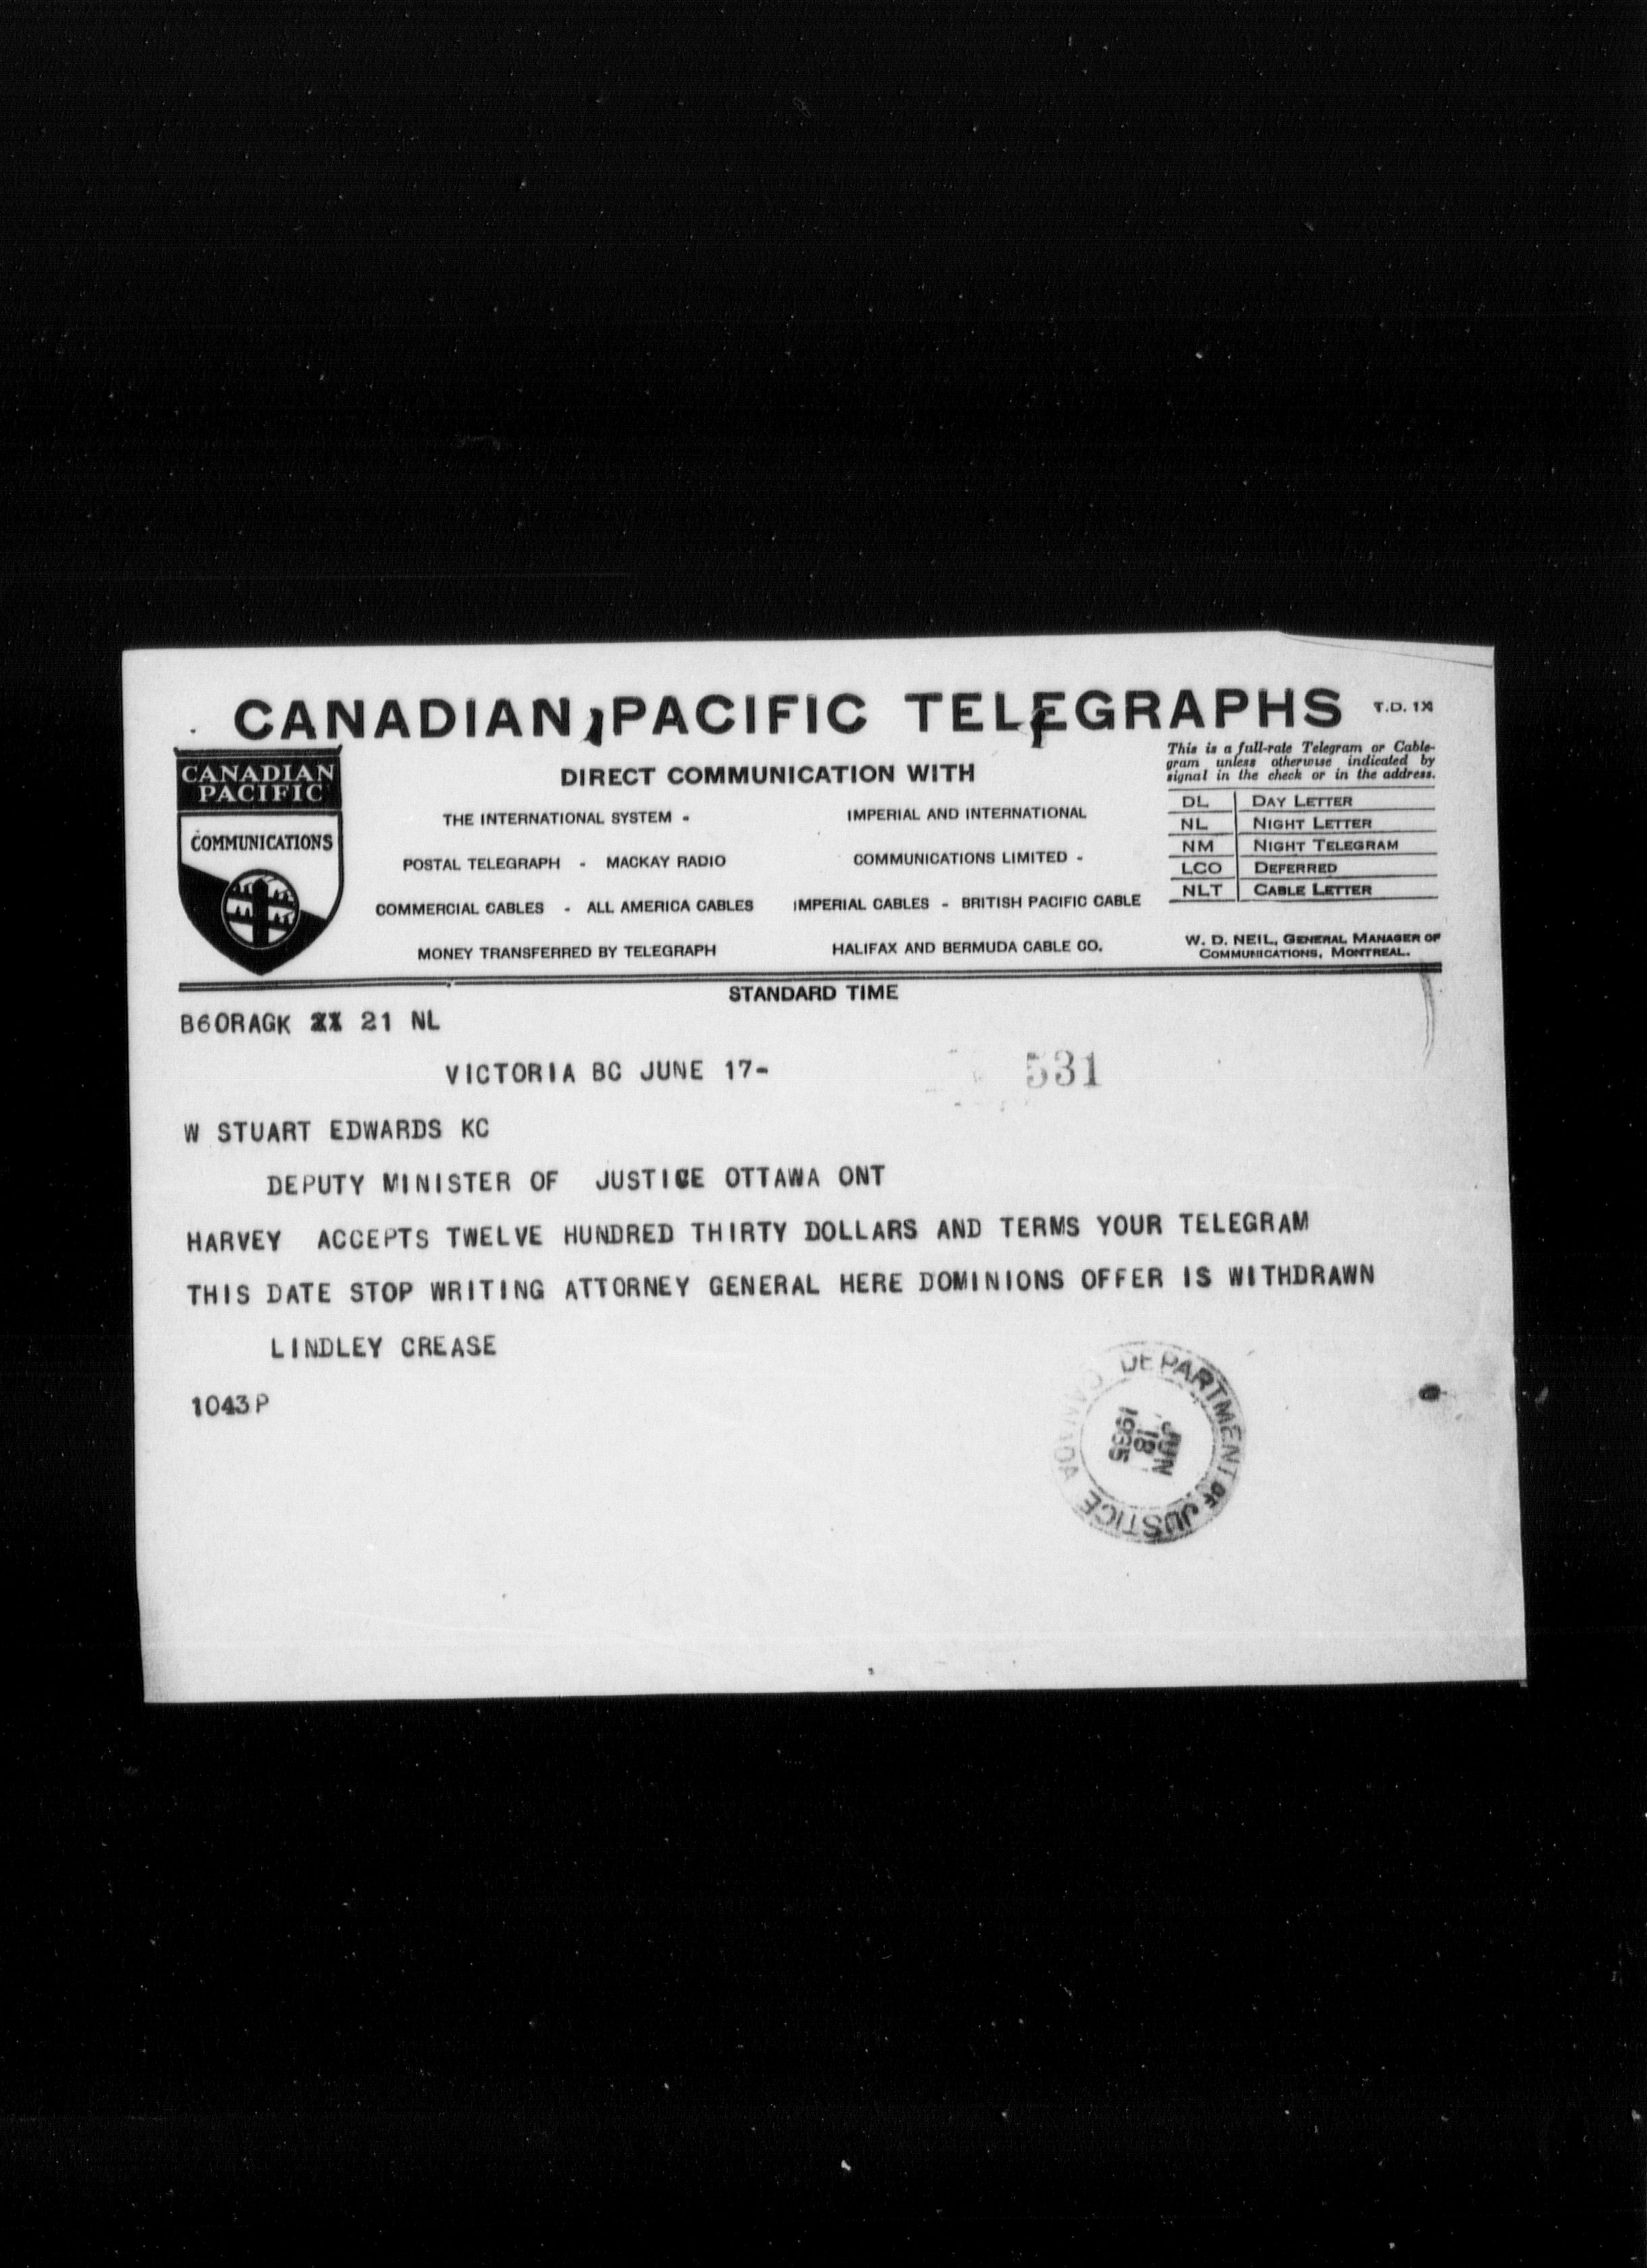 CANADIAN PACIFIC TELEGRAPHS T.D. 1X
CANADIAN
PACIFIC
COMMUNICATIONS
DIRECT COMMUNICATION WITH
THE INTERNATIONAL SYSTEM -
POSTAL TELEGRAPH - MACKAY RADIO
COMMERCIAL CABLES - ALL AMERICA CABLES
MONEY TRANSFERRED BY TELEGRAPH
IMPERIAL AND INTERNATIONAL
COMMUNICATIONS LIMITED -
IMPERIAL CABLES - BRITISH PACIFIC CABLE
HALIFAX AND BERMUDA CABLE CO.
This is a full-rate Telegram or Cable-
gram unless otherwise indicated by
signal in the check or in the address.
DL DAY LETTER
NL NIGHT LETTER
NM NIGHT TELEGRAM
LCO DEFERRED
NLT CABLE LETTER
W. D. NEIL, GENERAL MANAGER OF
COMMUNICATIONS, MONTREAL.
STANDARD TIME
B60RAGK 21 NL
VICTORIA BC JUNE 17-
531
W STUART EDWARDS KC
DEPUTY MINISTER OF JUSTICE OTTAWA ONT
HARVEY ACCEPTS TWELVE HUNDRED THIRTY DOLLARS AND TERMS YOUR TELEGRAM
THIS DATE STOP WRITING ATTORNEY GENERAL HERE DOMINIONS OFFER IS WITHDRAWN
LINDLEY CREASE
1043P
DEPARTMENT OF JUSTICE CANADA
JUN
18
1935